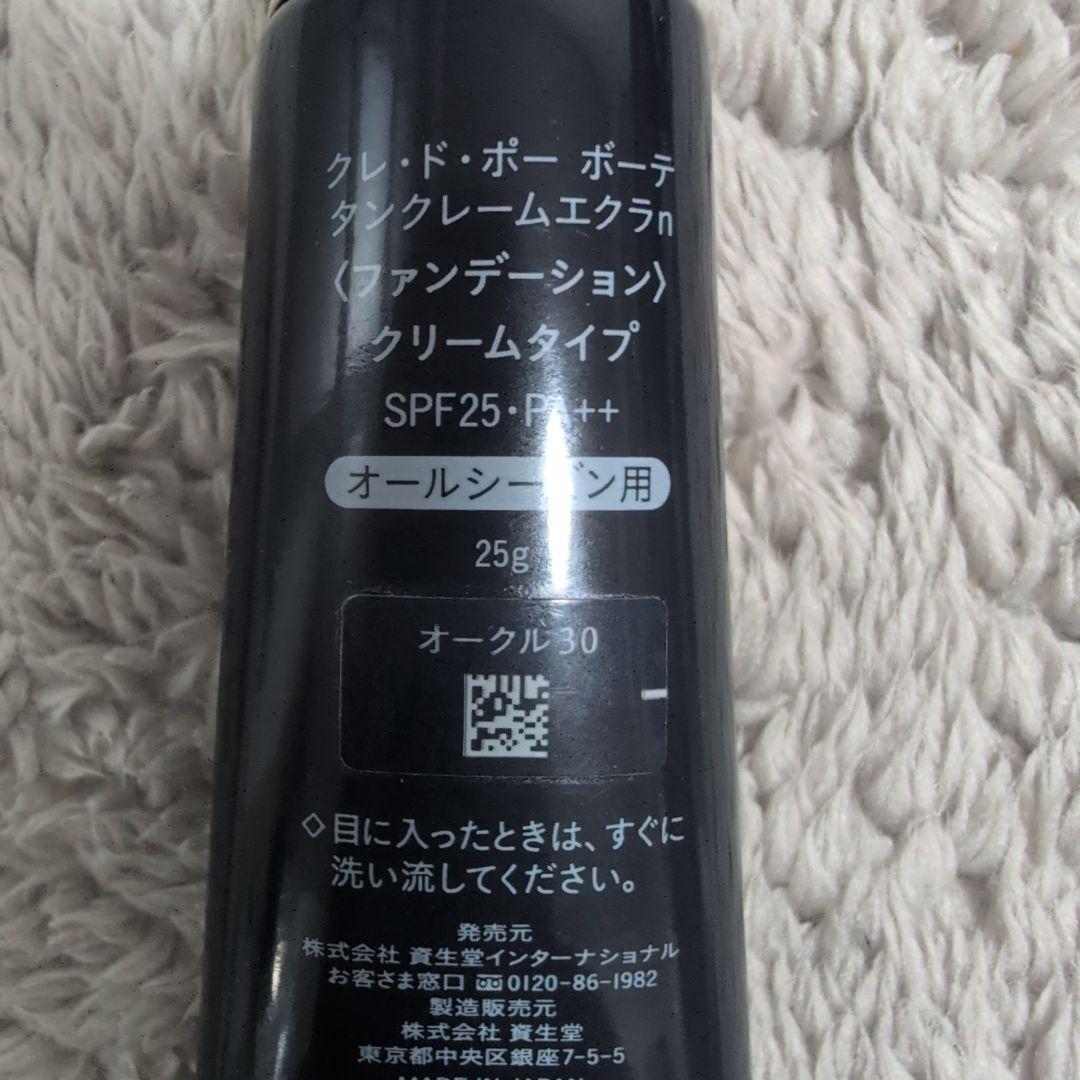 クレ・ド・ポー ボーテ
タンクレームエクラn
〈ファンデーション〉
クリームタイプ
SPF25・PA++
オールシーズン用
25g
オークル30
◇目に入ったときは、すぐに
洗い流してください。
発売元
株式会社 資生堂インターナショナル
お客さま窓口 0120-86-1982
製造販売元
株式会社 資生堂
東京都中央区銀座7-5-5
MADE IN JAPAN